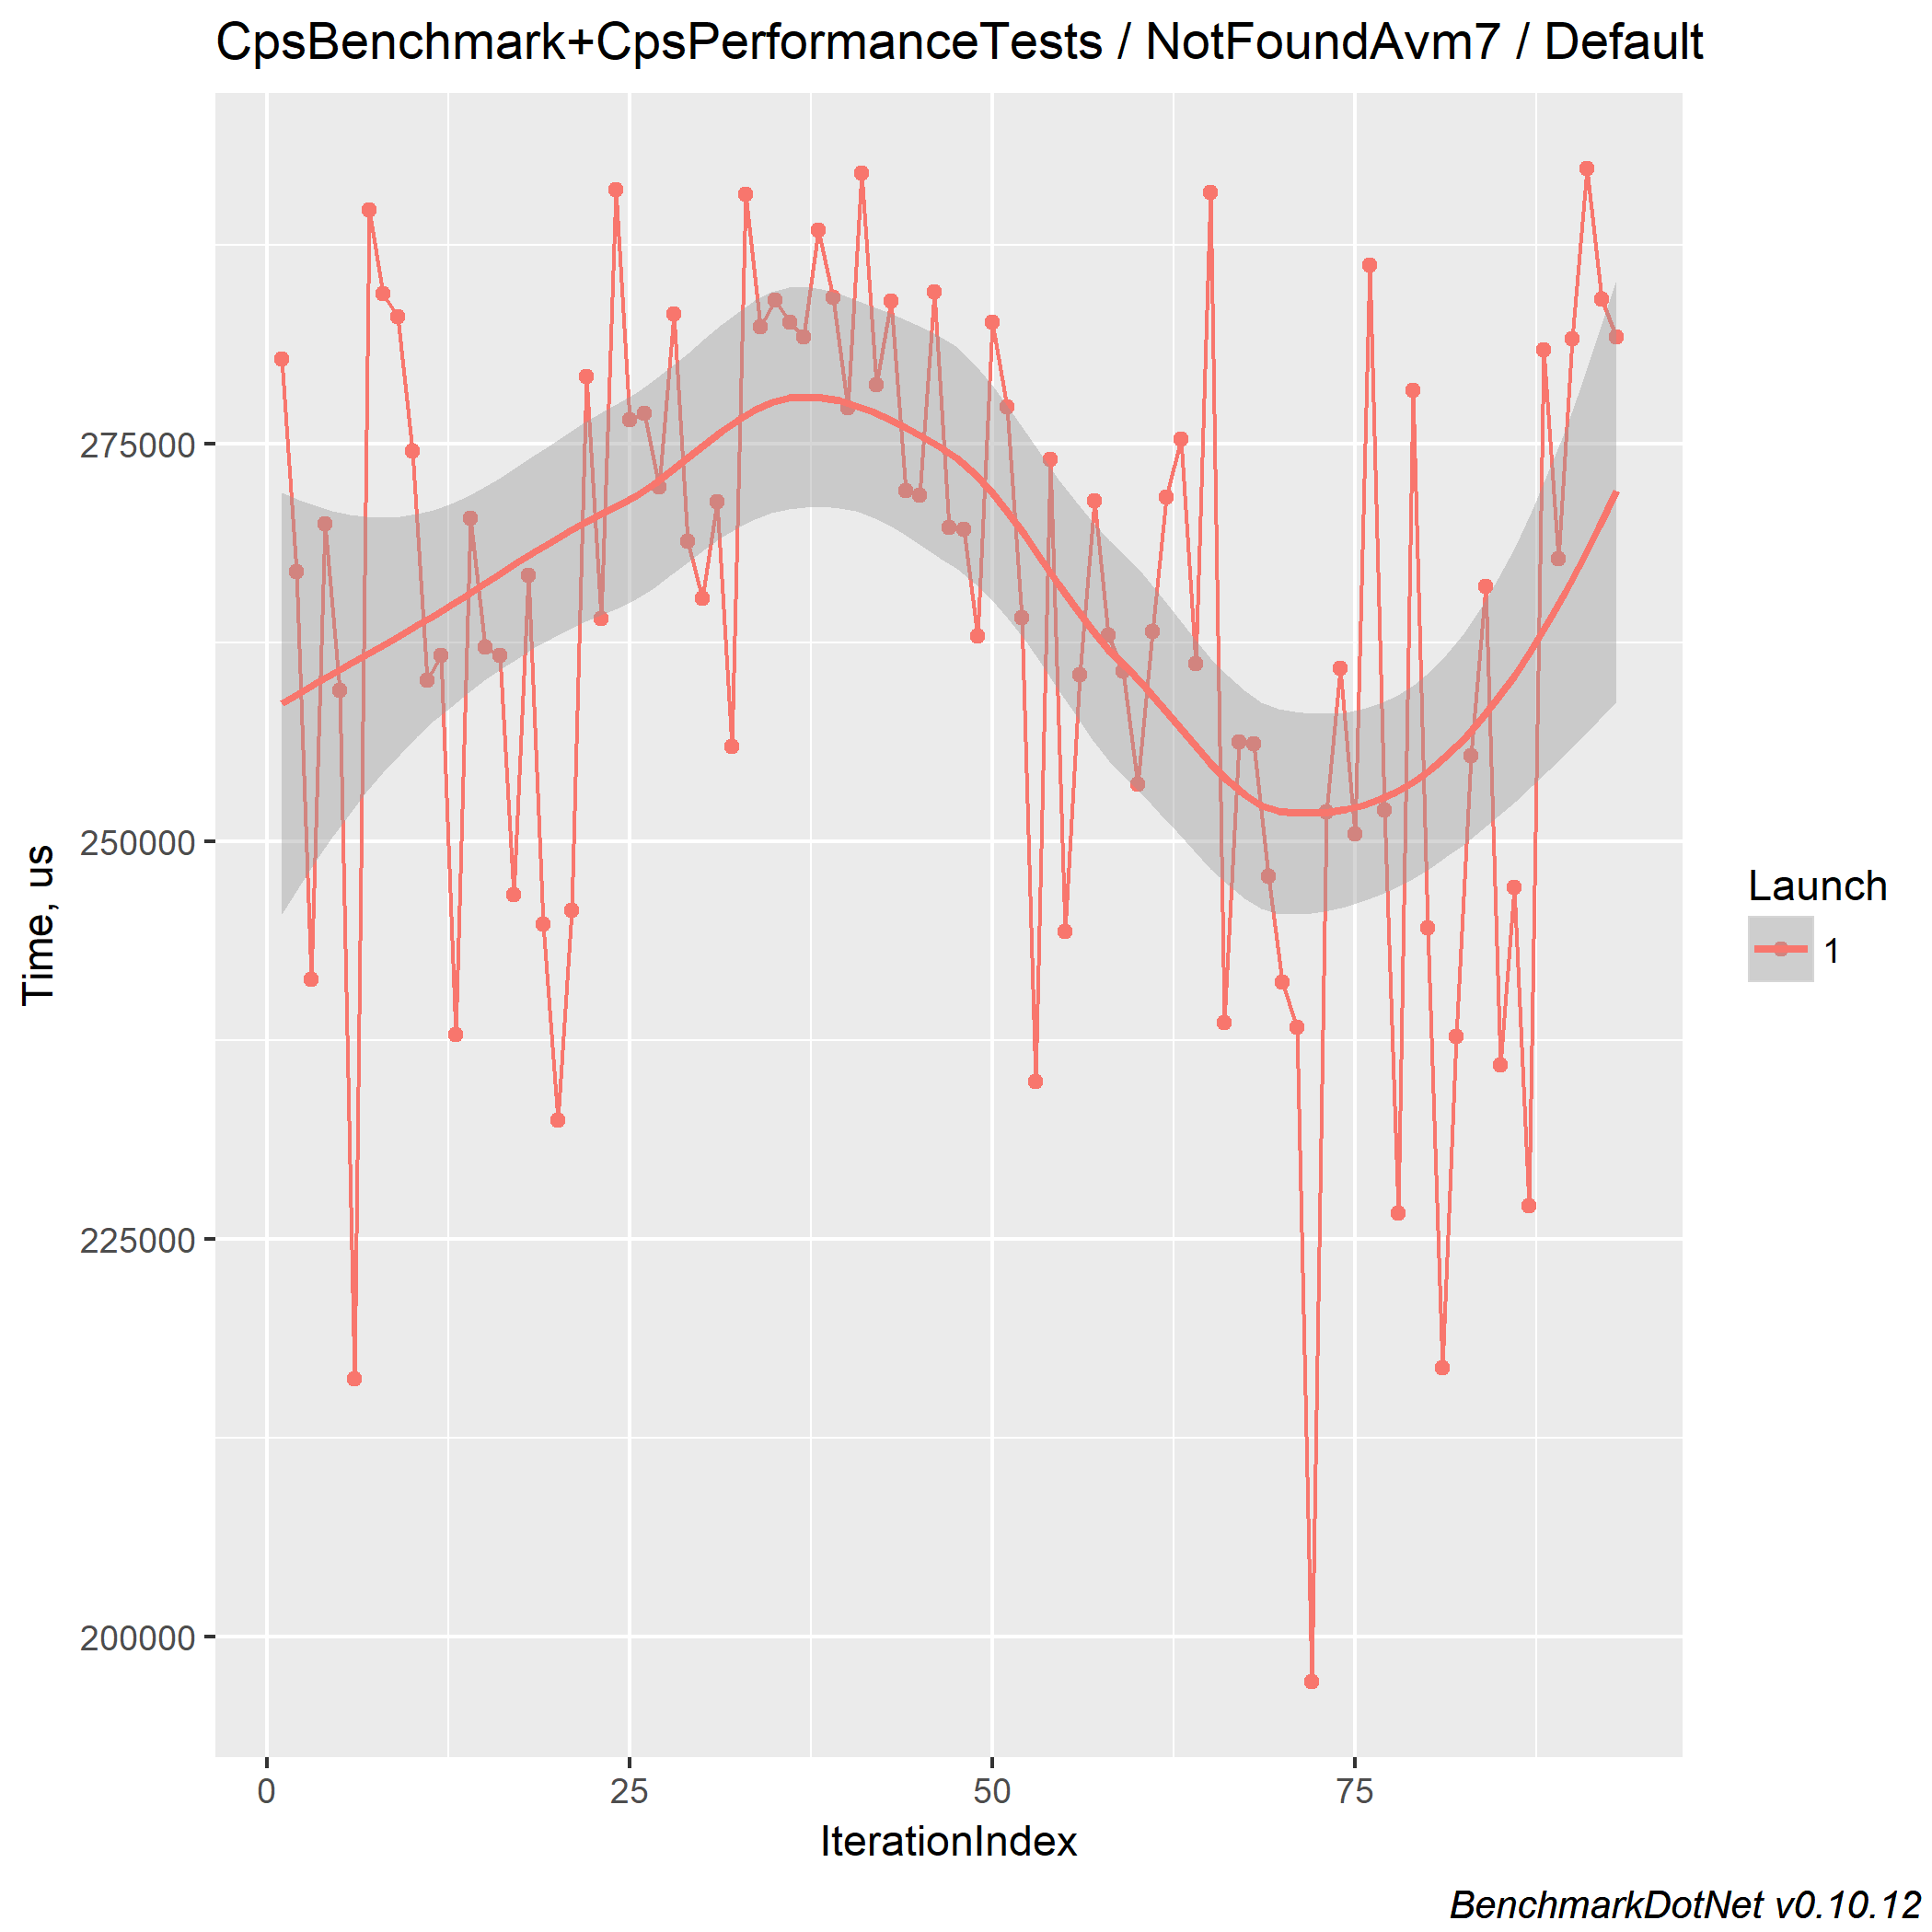 CpsBenchmark+CpsPerformanceTests / NotFoundAvm7 / Default
275000
250000
225000
200000
Time, us
0 25 50 75
IterationIndex
Launch
1
BenchmarkDotNet v0.10.12